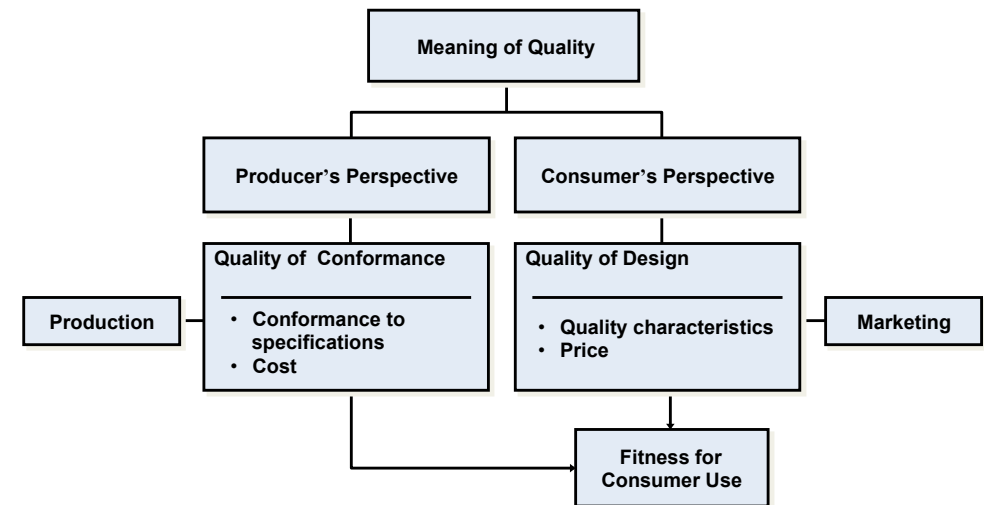 Meaning of Quality
Producer’s Perspective
Consumer’s Perspective
Quality of Conformance
• Conformance to
specifications
• Cost
Quality of Design
• Quality characteristics
• Price
Production
Marketing
Fitness for
Consumer Use